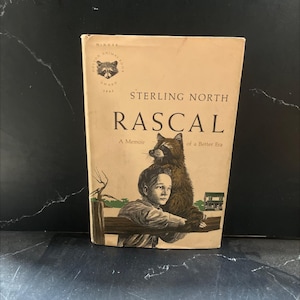 STERLING NORTH
RASCAL
A Memoir of a Better Era